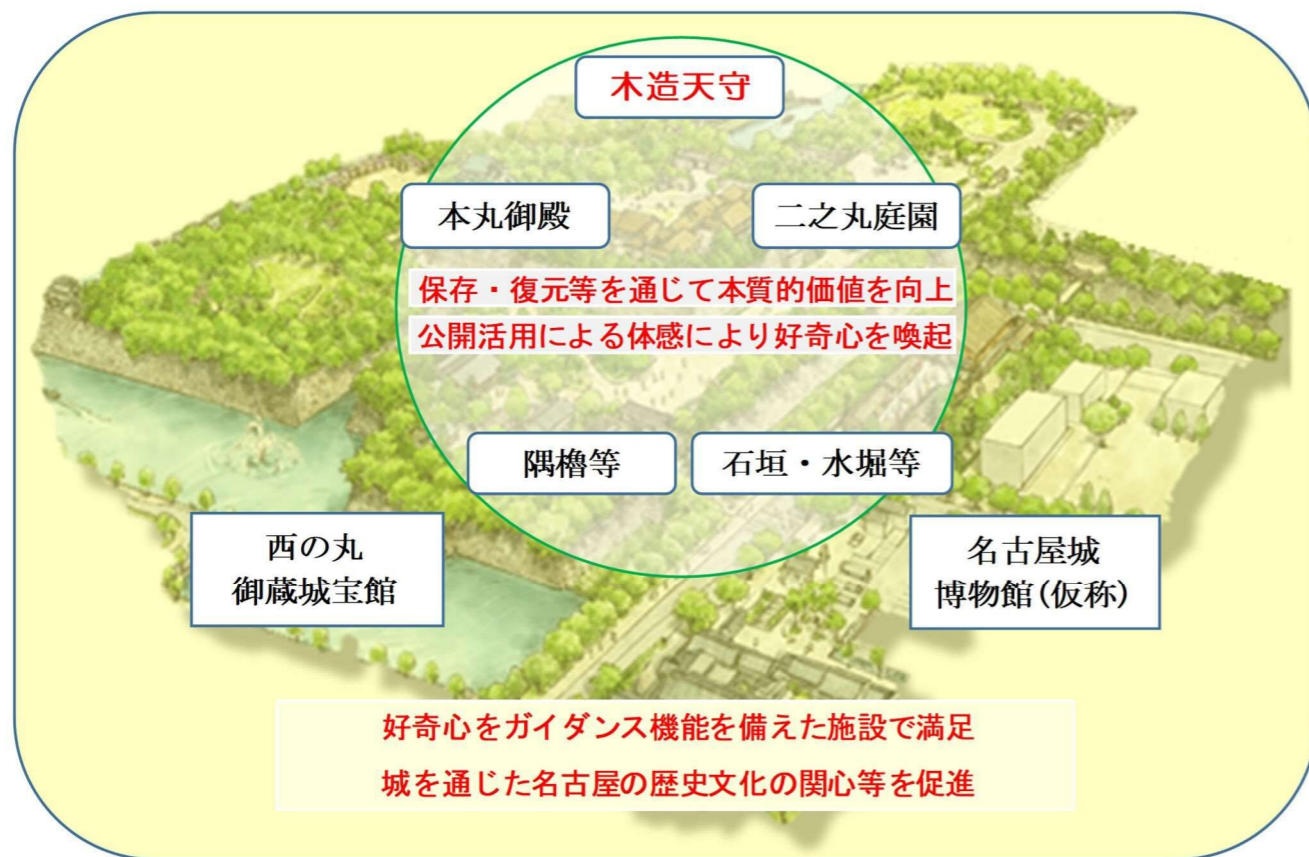 木造天守
本丸御殿
二之丸庭園
保存・復元等を通じて本質的価値を向上
公開活用による体感により好奇心を喚起
隅櫓等
石垣・水堀等
西の丸
御蔵城宝館
名古屋城
博物館(仮称)
好奇心をガイダンス機能を備えた施設で満足
城を通じた名古屋の歴史文化の関心等を促進